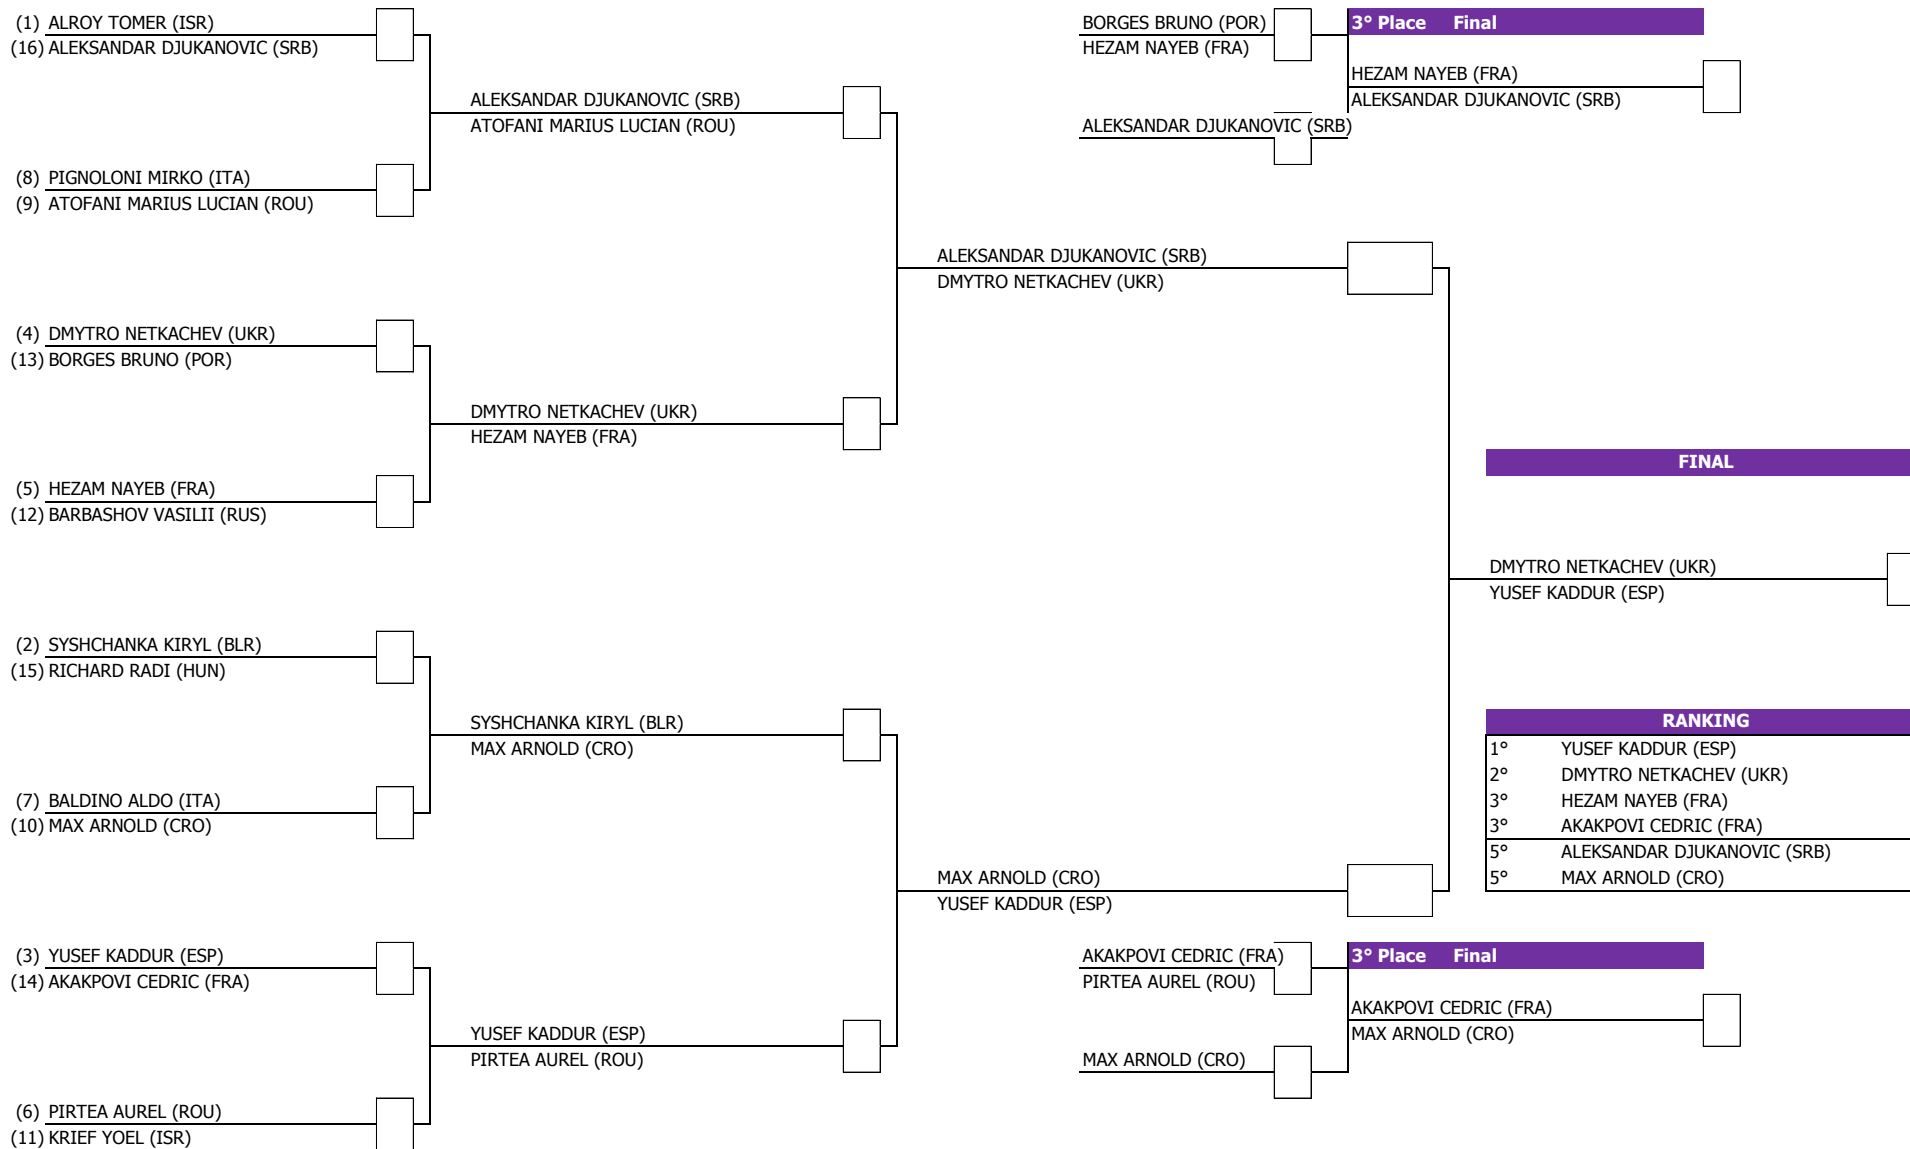 (1) ALROY TOMER (ISR)
(16) ALEKSANDAR DJUKANOVIC (SRB)
(8) PIGNOLONI MIRKO (ITA)
(9) ATOFANI MARIUS LUCIAN (ROU)
(4) DMYTRO NETKACHEV (UKR)
(13) BORGES BRUNO (POR)
(5) HEZAM NAYEB (FRA)
(12) BARBASHOV VASILII (RUS)
(2) SYSHCHANKA KIRYL (BLR)
(15) RICHARD RADI (HUN)
(7) BALDINO ALDO (ITA)
(10) MAX ARNOLD (CRO)
(3) YUSEF KADDUR (ESP)
(14) AKAKPOVI CEDRIC (FRA)
(6) PIRTEA AUREL (ROU)
(11) KRIEF YOEL (ISR)
ALEKSANDAR DJUKANOVIC (SRB)
ATOFANI MARIUS LUCIAN (ROU)
DMYTRO NETKACHEV (UKR)
HEZAM NAYEB (FRA)
SYSHCHANKA KIRYL (BLR)
MAX ARNOLD (CRO)
YUSEF KADDUR (ESP)
PIRTEA AUREL (ROU)
ALEKSANDAR DJUKANOVIC (SRB)
DMYTRO NETKACHEV (UKR)
MAX ARNOLD (CRO)
YUSEF KADDUR (ESP)
BORGES BRUNO (POR)
HEZAM NAYEB (FRA)
ALEKSANDAR DJUKANOVIC (SRB)
3° Place Final
HEZAM NAYEB (FRA)
ALEKSANDAR DJUKANOVIC (SRB)
FINAL
DMYTRO NETKACHEV (UKR)
YUSEF KADDUR (ESP)
RANKING
1° YUSEF KADDUR (ESP)
2° DMYTRO NETKACHEV (UKR)
3° HEZAM NAYEB (FRA)
3° AKAKPOVI CEDRIC (FRA)
5° ALEKSANDAR DJUKANOVIC (SRB)
5° MAX ARNOLD (CRO)
AKAKPOVI CEDRIC (FRA)
PIRTEA AUREL (ROU)
MAX ARNOLD (CRO)
3° Place Final
AKAKPOVI CEDRIC (FRA)
MAX ARNOLD (CRO)